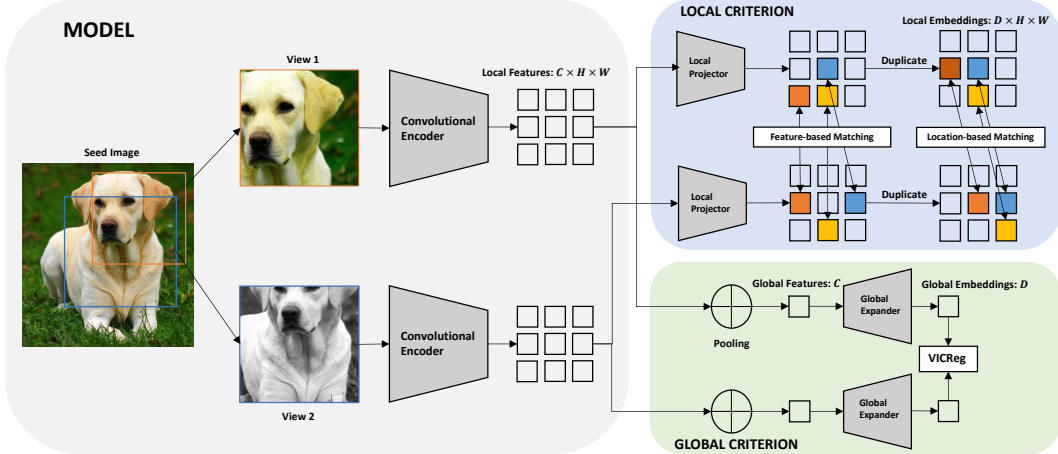 MODEL
Seed Image
View 1
View 2
Convolutional
Encoder
Local Features: C × H × W
Convolutional
Encoder
LOCAL CRITERION
Local Embeddings: D × H × W
Local
Projector
Duplicate
Feature-based Matching
Location-based Matching
Local
Projector
Duplicate
Global Features: C
Global Embeddings: D
Pooling
Global
Expander
VICReg
Global
Expander
GLOBAL CRITERION